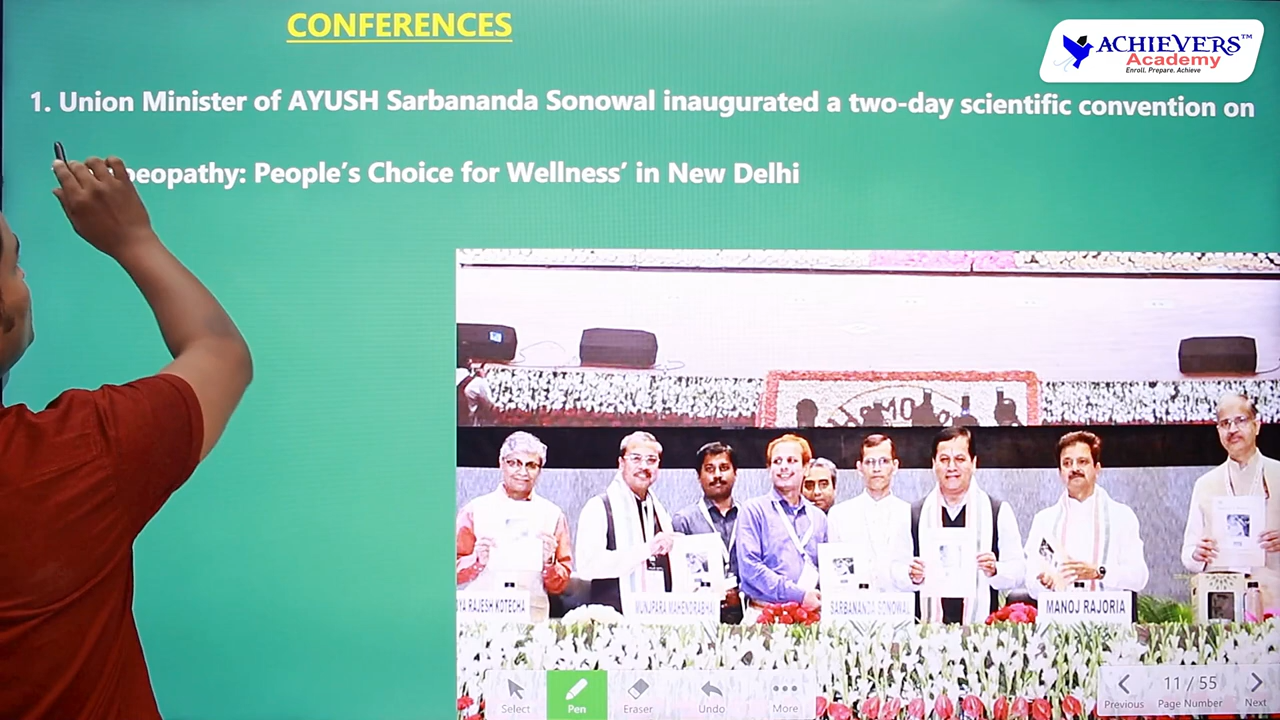 CONFERENCES
ACHIEVERS™
Academy
Enroll. Prepare. Achieve
1. Union Minister of AYUSH Sarbananda Sonowal inaugurated a two-day scientific convention on
People’s Choice for Wellness’ in New Delhi
RAJESH KOTECHA
MUNJPARA MAHENDRABHAI
SARBANANDA SONOWAL
MANOJ RAJORIA
Select
Pen
Eraser
Undo
More
Previous
11 / 55
Page Number
Next